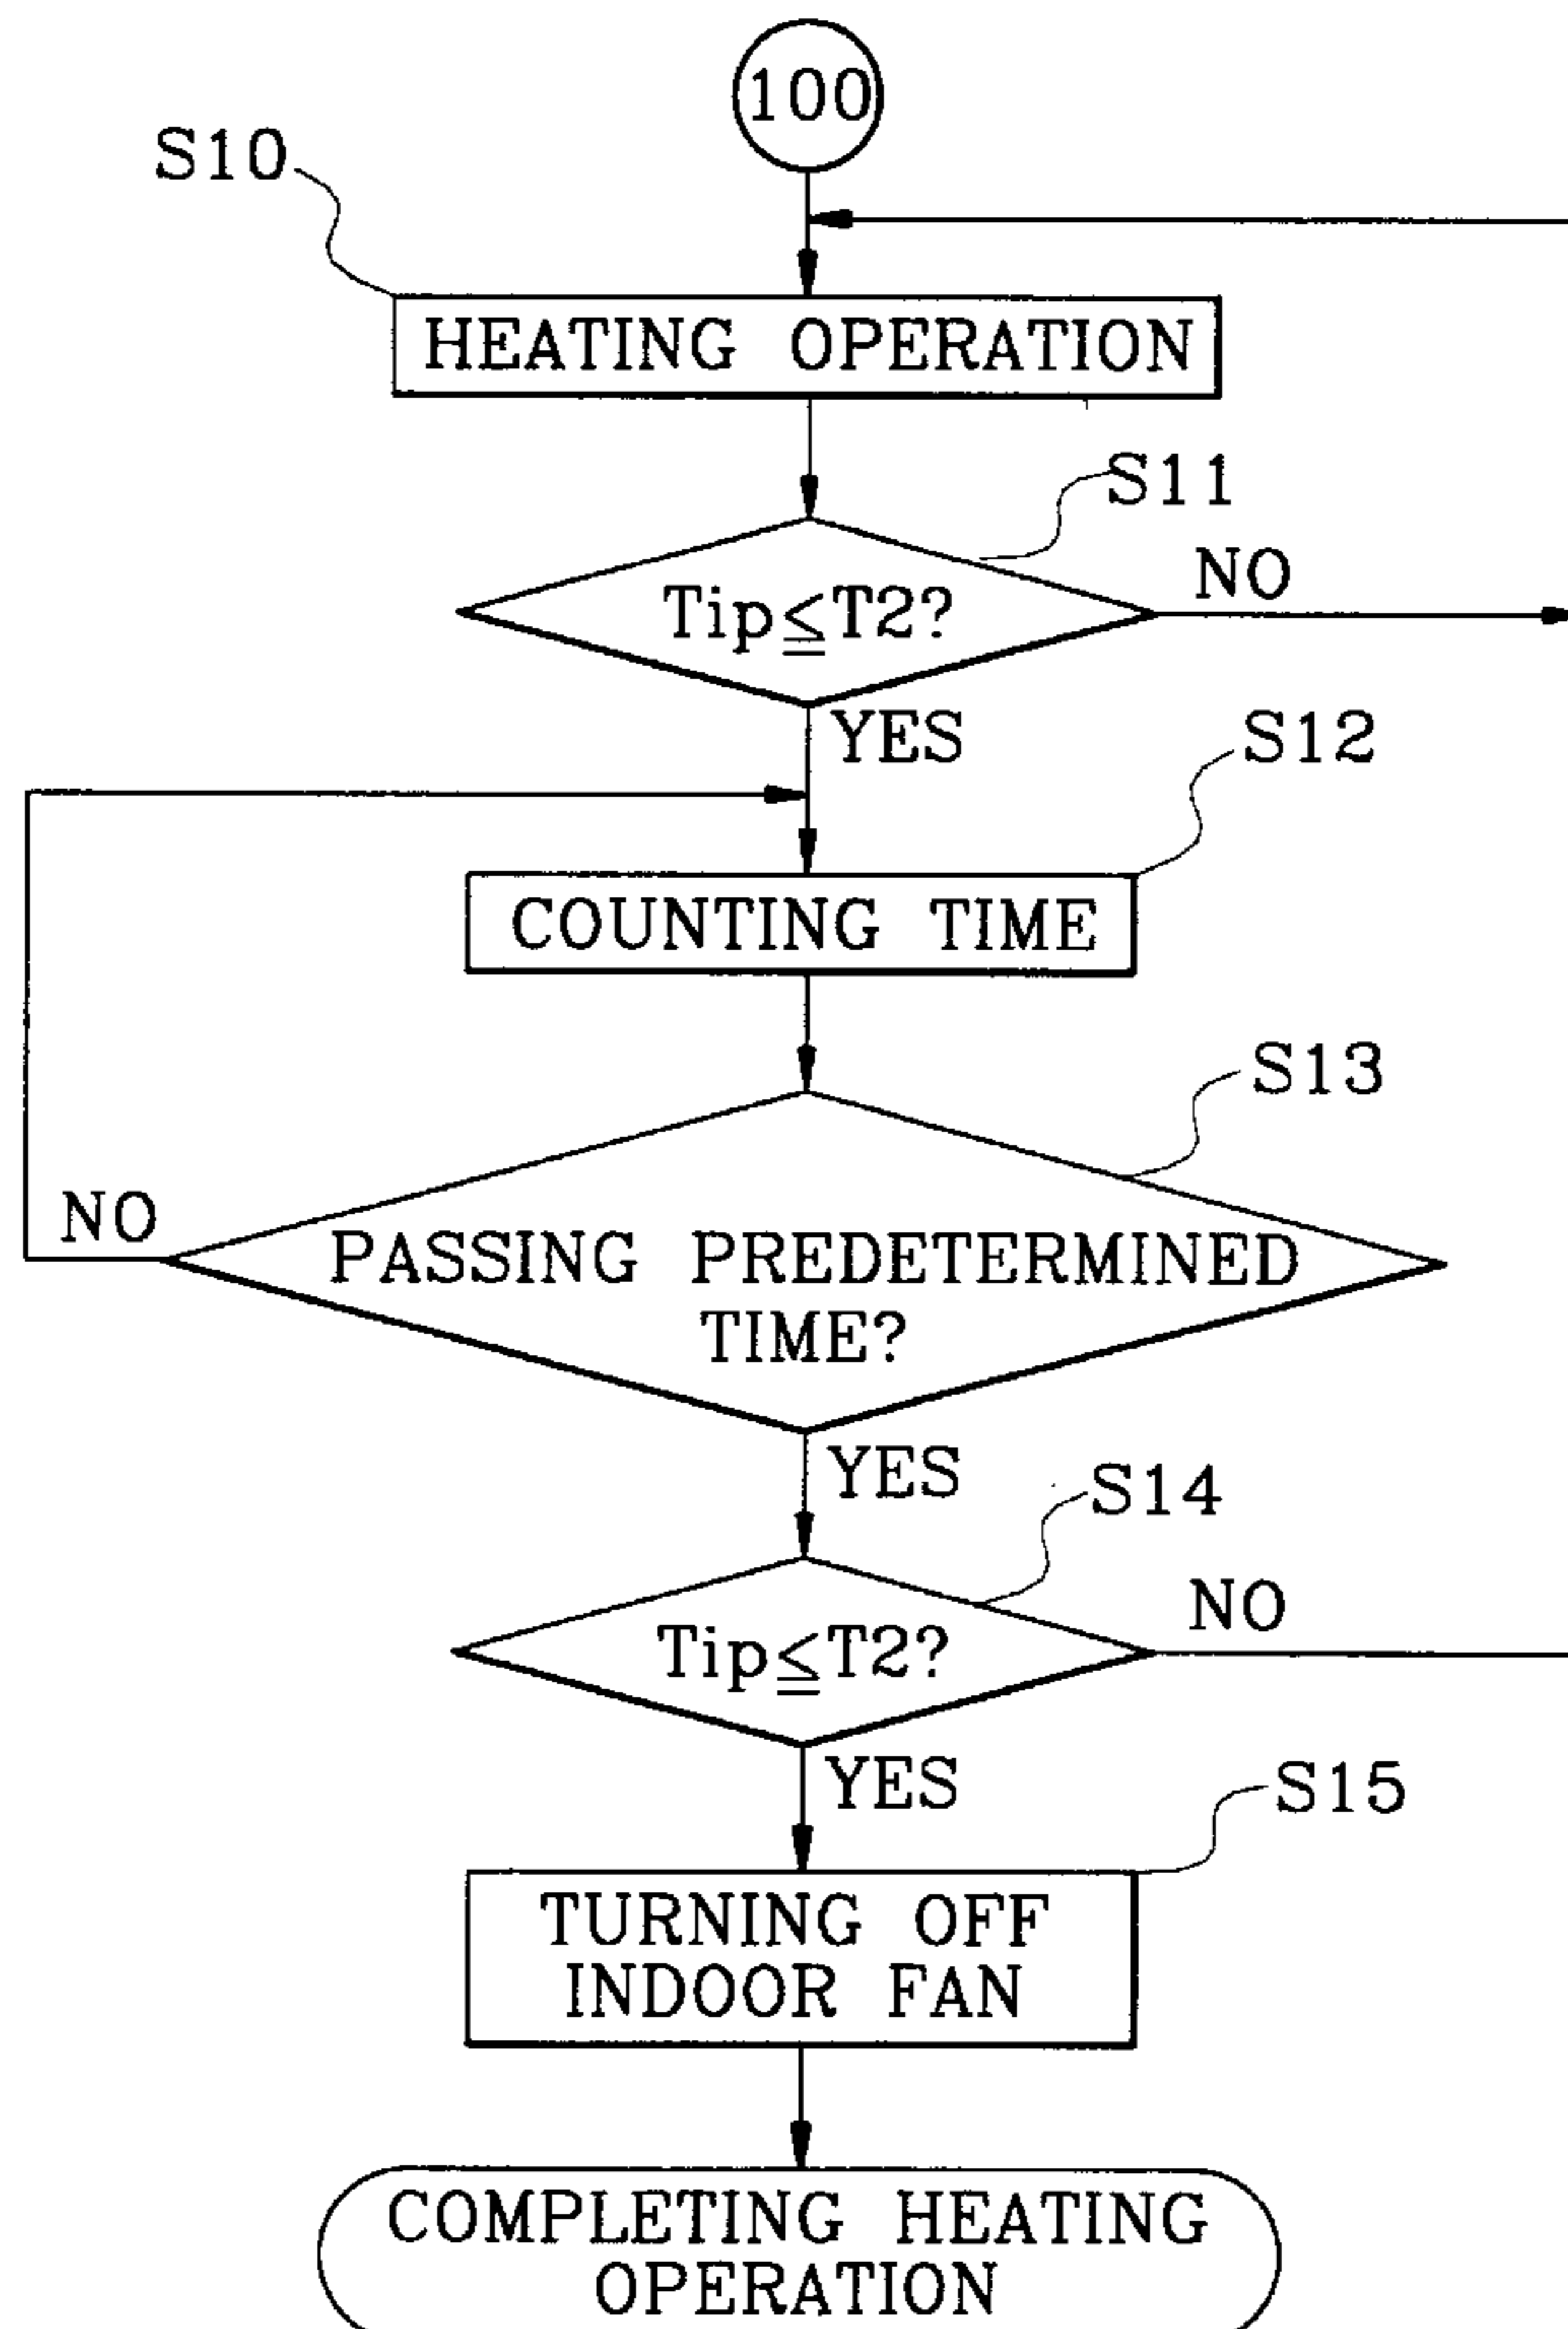 100
S10
HEATING OPERATION
S11
Tip≦T2?
NO
YES
S12
COUNTING TIME
S13
NO
PASSING PREDETERMINED
TIME?
YES
S14
NO
Tip≦T2?
YES
S15
TURNING OFF
INDOOR FAN
COMPLETING HEATING
OPERATION